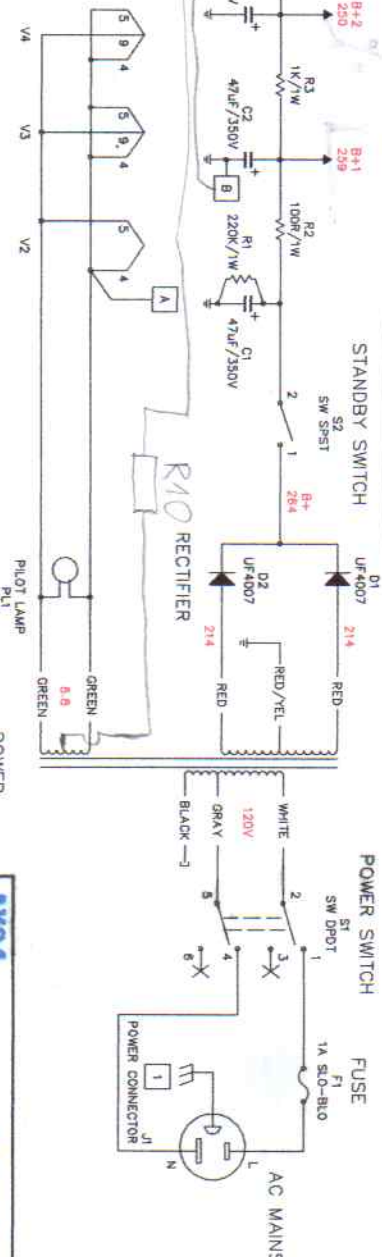 B+2
250
B+1
259
STANDBY SWITCH
POWER SWITCH
FUSE
AC MAINS
R3
1K/1W
R2
100R/1W
S2
SW SPST
2
1
B+
264
D1
UF4007
214
RED
D2
UF4007
214
RED
RED/YEL
RECTIFIER
C2
47uF/350V
B
R1
220K/1W
C1
47uF/350V
WHITE
120V
GRAY
BLACK
S1
SW DPDT
2
1
3
5
4
6
F1
1A SLO-BLO
L
N
J1
POWER CONNECTOR
1
R10
A
5
9
4
5
9
4
5
4
V4
V3
V2
PILOT LAMP
PL1
GREEN
GREEN
POWER